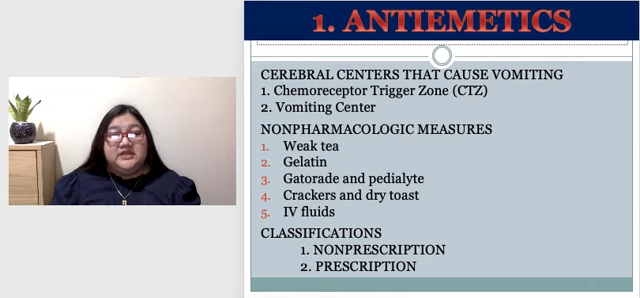 1. ANTIEMETICS
CEREBRAL CENTERS THAT CAUSE VOMITING
1. Chemoreceptor Trigger Zone (CTZ)
2. Vomiting Center
NONPHARMACOLOGIC MEASURES
1. Weak tea
2. Gelatin
3. Gatorade and pedialyte
4. Crackers and dry toast
5. IV fluids
CLASSIFICATIONS
1. NONPRESCRIPTION
2. PRESCRIPTION